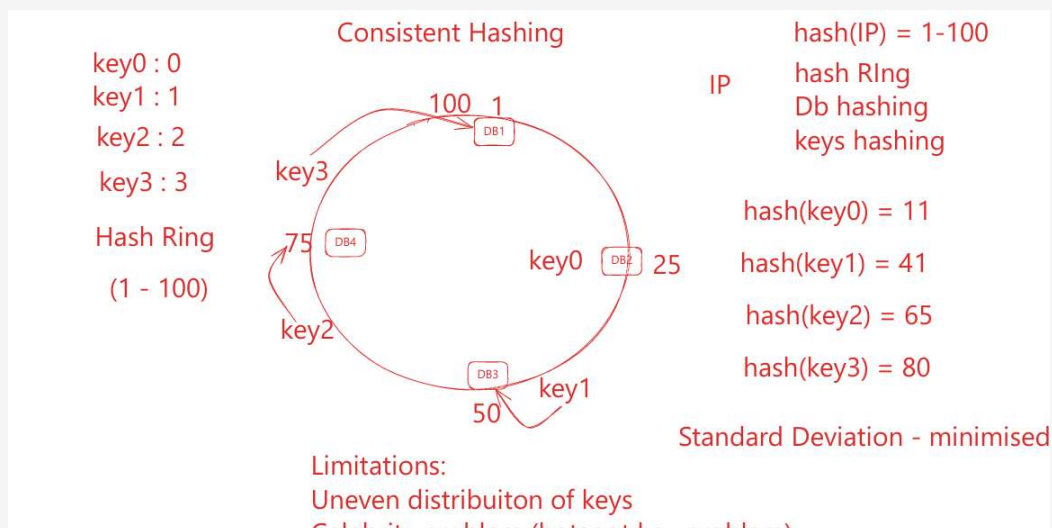 Consistent Hashing
key0 : 0
key1 : 1
key2 : 2
key3 : 3
Hash Ring
(1 - 100)
100 1
DB1
key3
75
DB4
key0
DB2
25
key2
DB3
key1
50
IP
hash(IP) = 1-100
hash RIng
Db hashing
keys hashing
hash(key0) = 11
hash(key1) = 41
hash(key2) = 65
hash(key3) = 80
Standard Deviation - minimised
Limitations:
Uneven distribuiton of keys